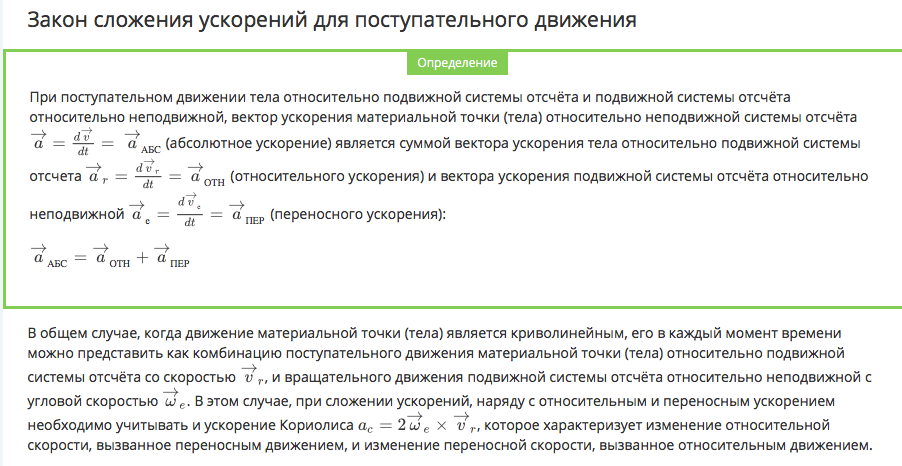 Закон сложения ускорений для поступательного движения
Определение
При поступательном движении тела относительно подвижной системы отсчёта и подвижной системы отсчёта
относительно неподвижной, вектор ускорения материальной точки (тела) относительно неподвижной системы отсчёта
$\overrightarrow{a} = \frac{d\overrightarrow{v}}{dt} = \overrightarrow{a}_{АБС}$ (абсолютное ускорение) является суммой вектора ускорения тела относительно подвижной системы
отсчета $\overrightarrow{a}_r = \frac{d\overrightarrow{v}_r}{dt} = \overrightarrow{a}_{ОТН}$ (относительного ускорения) и вектора ускорения подвижной системы отсчёта относительно
неподвижной $\overrightarrow{a}_e = \frac{d\overrightarrow{v}_e}{dt} = \overrightarrow{a}_{ПЕР}$ (переносного ускорения):
$\overrightarrow{a}_{АБС} = \overrightarrow{a}_{ОТН} + \overrightarrow{a}_{ПЕР}$
В общем случае, когда движение материальной точки (тела) является криволинейным, его в каждый момент времени
можно представить как комбинацию поступательного движения материальной точки (тела) относительно подвижной
системы отсчёта со скоростью $\overrightarrow{v}_r$, и вращательного движения подвижной системы отсчёта относительно неподвижной с
угловой скоростью $\overrightarrow{\omega}_e$. В этом случае, при сложении ускорений, наряду с относительным и переносным ускорением
необходимо учитывать и ускорение Кориолиса $a_c = 2\overrightarrow{\omega}_e \times \overrightarrow{v}_r$, которое характеризует изменение относительной
скорости, вызванное переносным движением, и изменение переносной скорости, вызванное относительным движением.